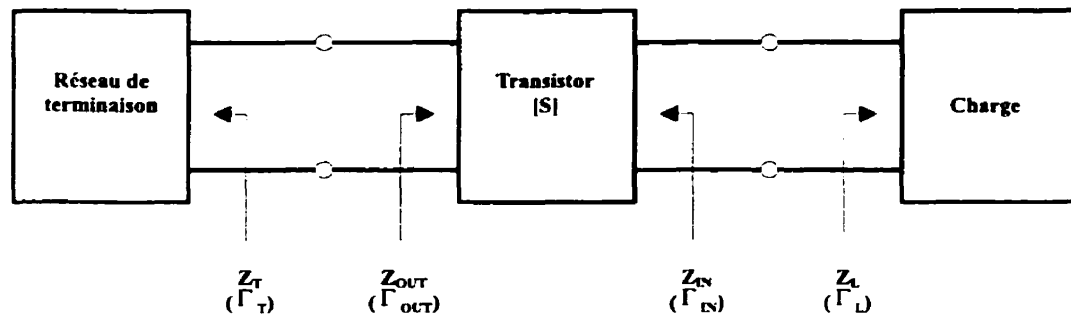 Réseau de
terminaison
Transistor
[S]
Charge
Z_T
(Γ_T)
Z_OUT
(Γ_OUT)
Z_IN
(Γ_IN)
Z_L
(Γ_L)